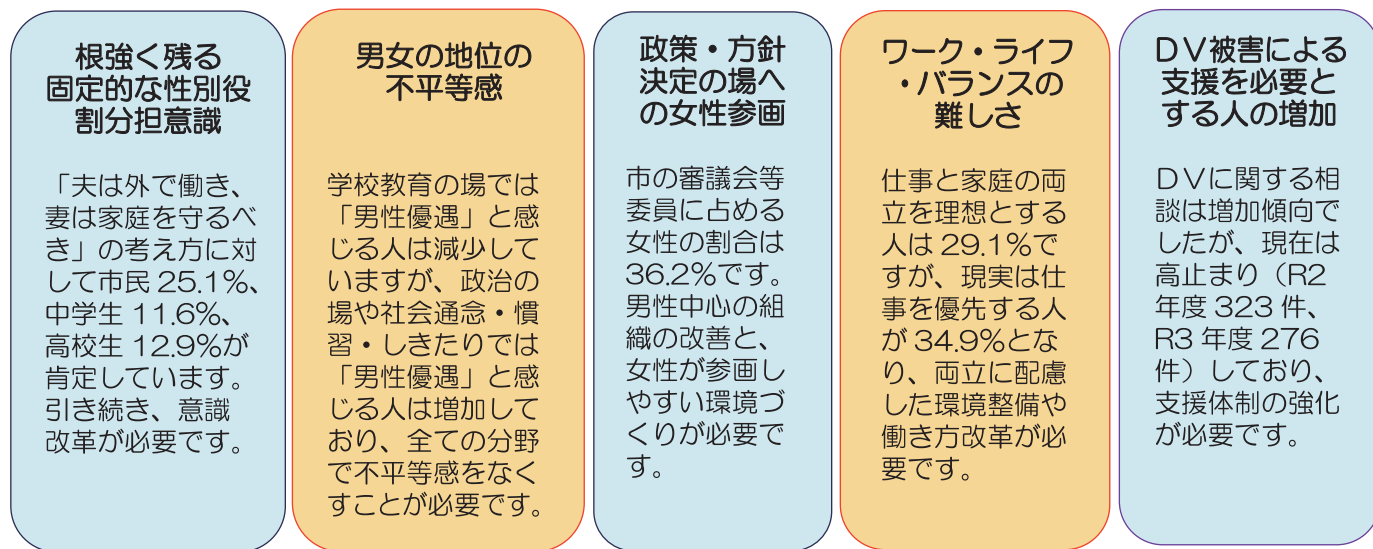 根強く残る
固定的な性別役
割分担意識
「夫は外で働き、
妻は家庭を守るべ
き」の考え方に対
して市民 25.1%、
中学生 11.6%、
高校生 12.9%が
肯定しています。
引き続き、意識
改革が必要です。
男女の地位の
不平等感
学校教育の場では
「男性優遇」と感
じる人は減少して
いますが、政治の
場や社会通念・慣
習・しきたりでは
「男性優遇」と感
じる人は増加して
おり、全ての分野
で不平等感をなく
すことが必要です。
政策・方針
決定の場へ
の女性参画
市の審議会等
委員に占める
女性の割合は
36.2%です。
男性中心の組
織の改善と、
女性が参画し
やすい環境づ
くりが必要で
す。
ワーク・ライフ
・バランスの
難しさ
仕事と家庭の両
立を理想とする
人は 29.1%で
すが、現実は仕
事を優先する人
が 34.9%とな
り、両立に配慮
した環境整備や
働き方改革が必
要です。
ＤＶ被害による
支援を必要と
する人の増加
ＤＶに関する相
談は増加傾向で
したが、現在は
高止まり（R2
年度 323 件、
R3 年度 276
件）しており、
支援体制の強化
が必要です。